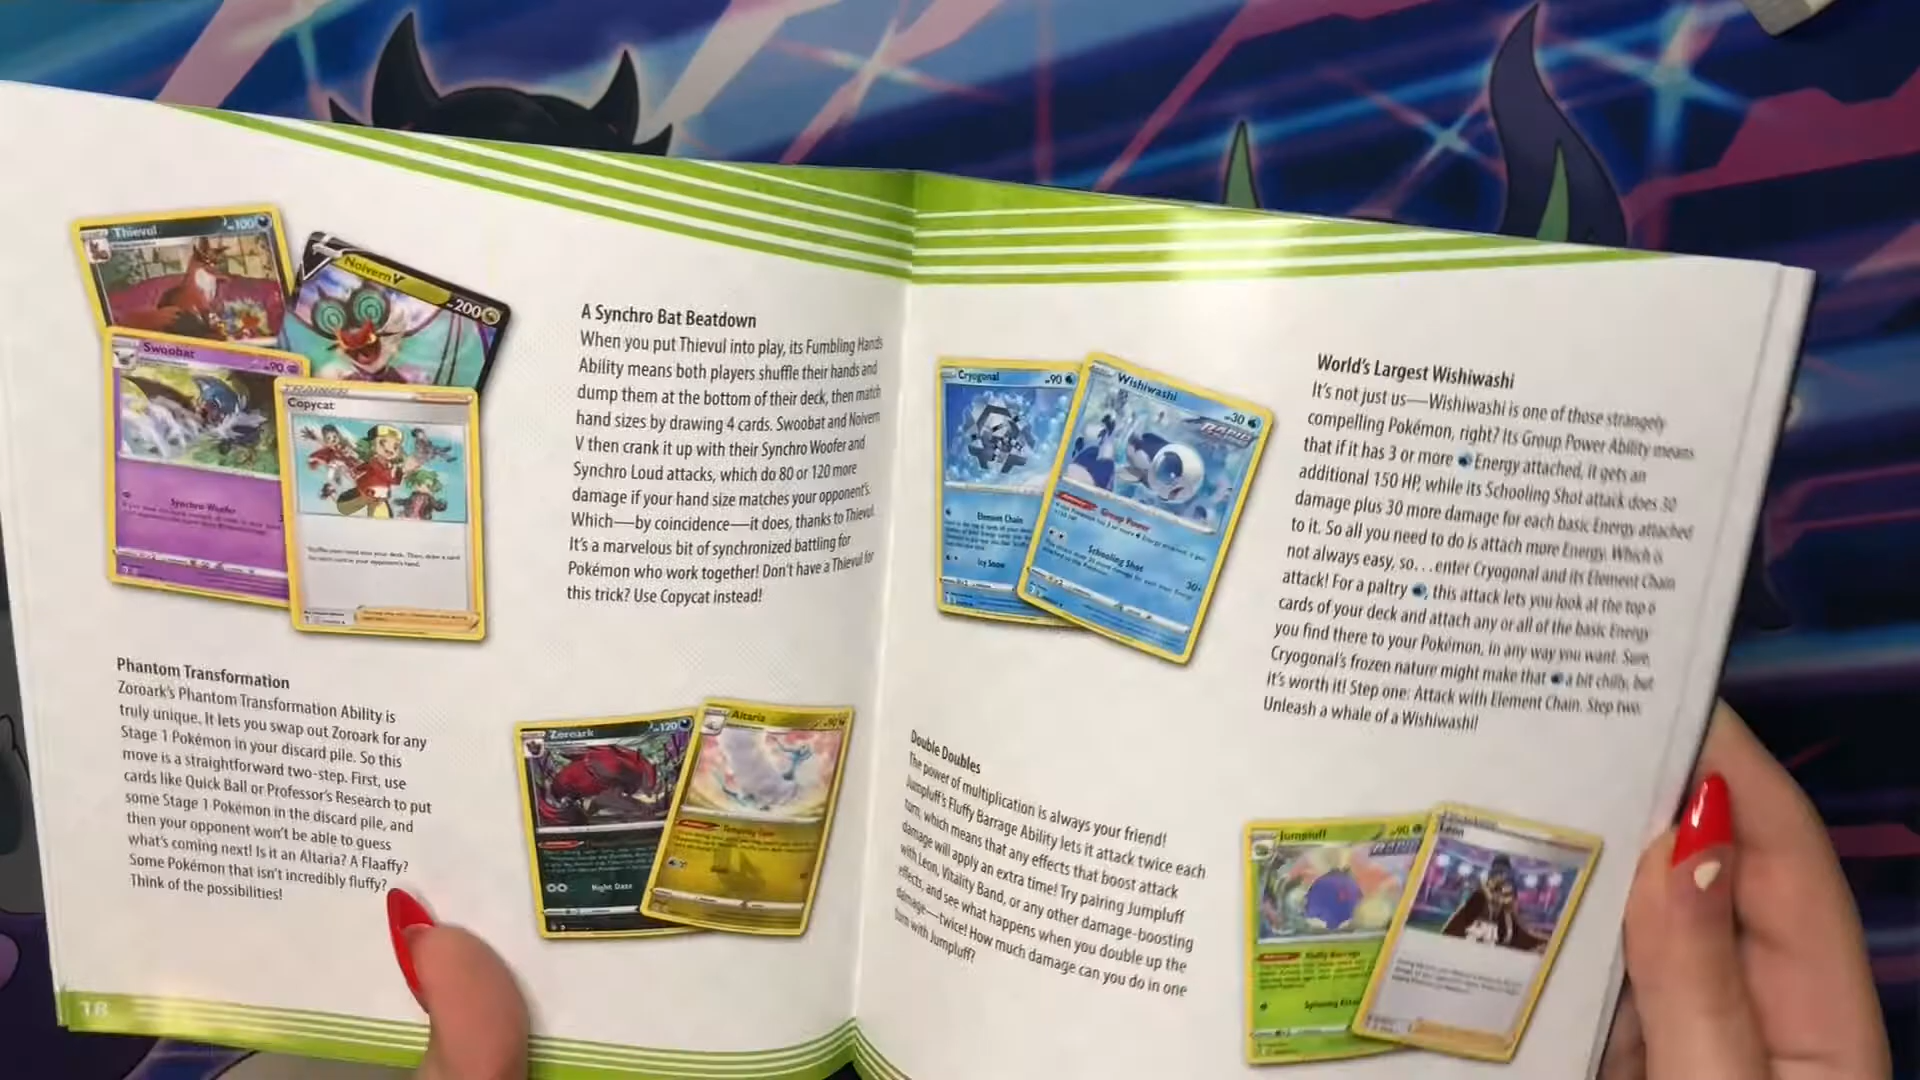 Thievul
100
Noivern V
200
Swoobat
90
Synchro Woofer
Copycat
A Synchro Bat Beatdown
When you put Thievul into play, its Fumbling Hands
Ability means both players shuffle their hands and
dump them at the bottom of their deck, then match
hand sizes by drawing 4 cards. Swoobat and Noivern
V then crank it up with their Synchro Woofer and
Synchro Loud attacks, which do 80 or 120 more
damage if your hand size matches your opponent's.
Which—by coincidence—it does, thanks to Thievul.
It's a marvelous bit of synchronized battling for
Pokémon who work together! Don't have a Thievul for
this trick? Use Copycat instead!
Phantom Transformation
Zoroark's Phantom Transformation Ability is
truly unique. It lets you swap out Zoroark for any
Stage 1 Pokémon in your discard pile. So this
move is a straightforward two-step. First, use
cards like Quick Ball or Professor's Research to put
some Stage 1 Pokémon in the discard pile, and
then your opponent won't be able to guess
what's coming next! Is it an Altaria? A Flaaffy?
Some Pokémon that isn't incredibly fluffy?
Think of the possibilities!
Zoroark
120
Night Daze
Altaria
90
18
Cryogonal
90
Element Chain
Icy Snow
Wishiwashi
30
Group Power
Schooling Shot
30+
World's Largest Wishiwashi
It's not just us—Wishiwashi is one of those strangely
compelling Pokémon, right? Its Group Power Ability means
that if it has 3 or more Energy attached, it gets an
additional 150 HP, while its Schooling Shot attack does 30
damage plus 30 more damage for each basic Energy attached
to it. So all you need to do is attach more Energy. Which is
not always easy, so. . . enter Cryogonal and its Element Chain
attack! For a paltry , this attack lets you look at the top 6
cards of your deck and attach any or all of the basic Energy
you find there to your Pokémon, in any way you want. Sure,
Cryogonal's frozen nature might make that a bit chilly, but
it's worth it! Step one: Attack with Element Chain. Step two:
Unleash a whale of a Wishiwashi!
Double Doubles
The power of multiplication is always your friend!
Jumpluff's Fluffy Barrage Ability lets it attack twice each
turn, which means that any effects that boost attack
damage will apply an extra time! Try pairing Jumpluff
with Leon, Vitality Band, or any other damage-boosting
effects, and see what happens when you double up the
damage—twice! How much damage can you do in one
turn with Jumpluff?
Jumpluff
90
Fluffy Barrage
Leon